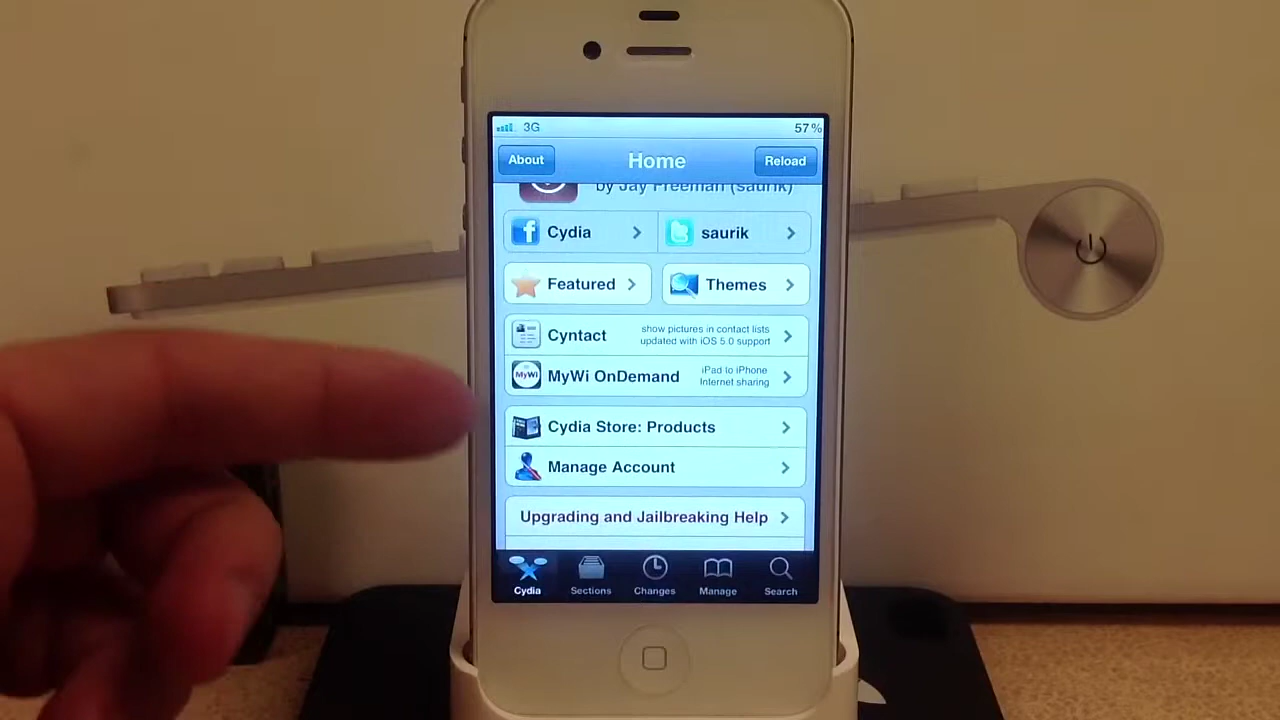 3G 57%
About Home Reload
by Jay Freeman (saurik)
Cydia saurik
Featured Themes
Cyntact show pictures in contact lists
updated with iOS 5.0 support
MyWi MyWi OnDemand iPad to iPhone
Internet sharing
Cydia Store: Products
Manage Account
Upgrading and Jailbreaking Help
Cydia Sections Changes Manage Search